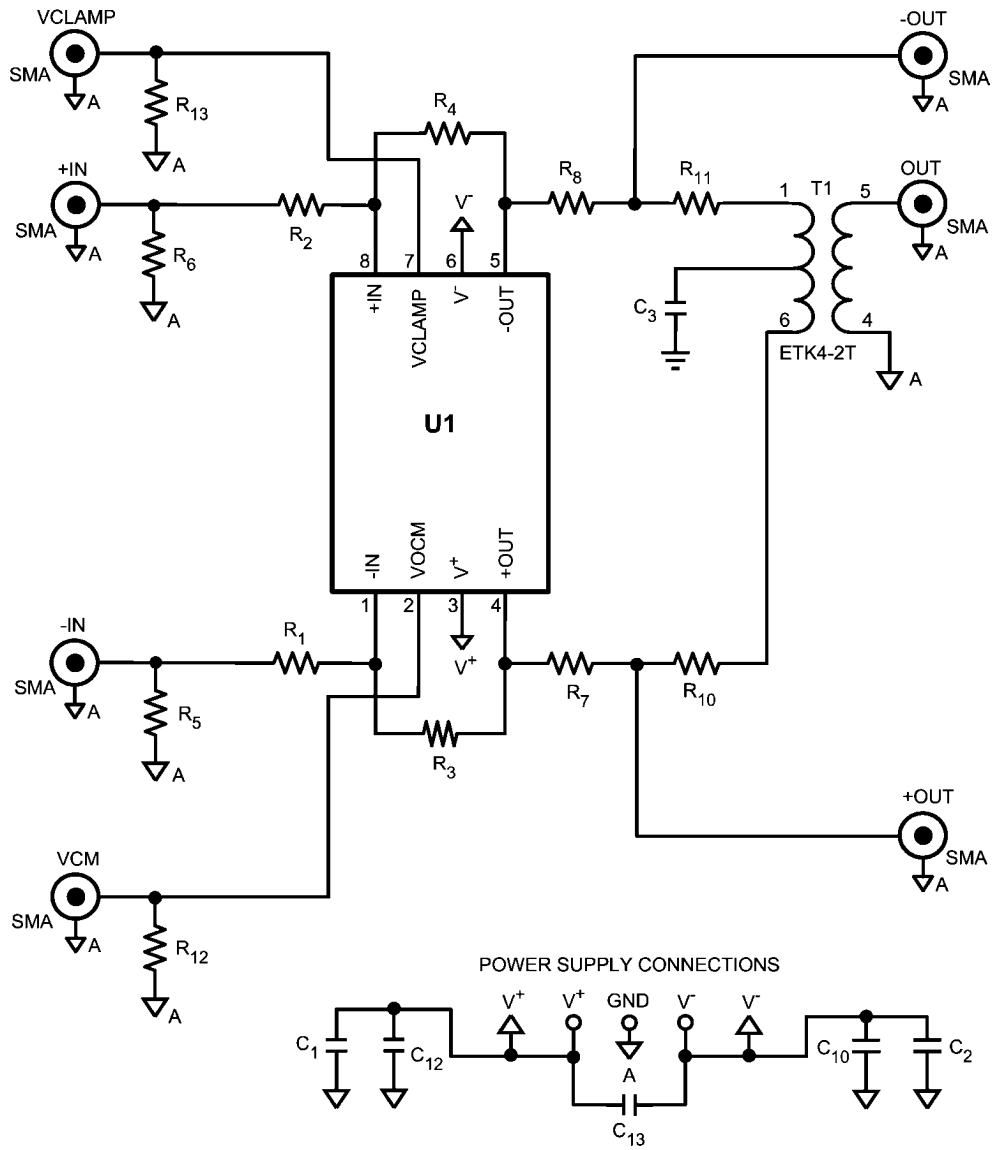 VCLAMP
-OUT
SMA
A
R13
R4
SMA
A
A
+IN
R8
R11
1
T1
5
OUT
SMA
A
R6
R2
V-
SMA
A
A
8
7
6
5
+IN
VCLAMP
V-
-OUT
C3
6
4
ETK4-2T
A
U1
-IN
VOCM
V+
+OUT
1
2
3
4
-IN
R1
V+
SMA
A
R5
R7
R10
A
R3
+OUT
SMA
A
VCM
SMA
A
R12
A
POWER SUPPLY CONNECTIONS
V+
V+
GND
V-
V-
C1
C12
A
C10
C2
C13